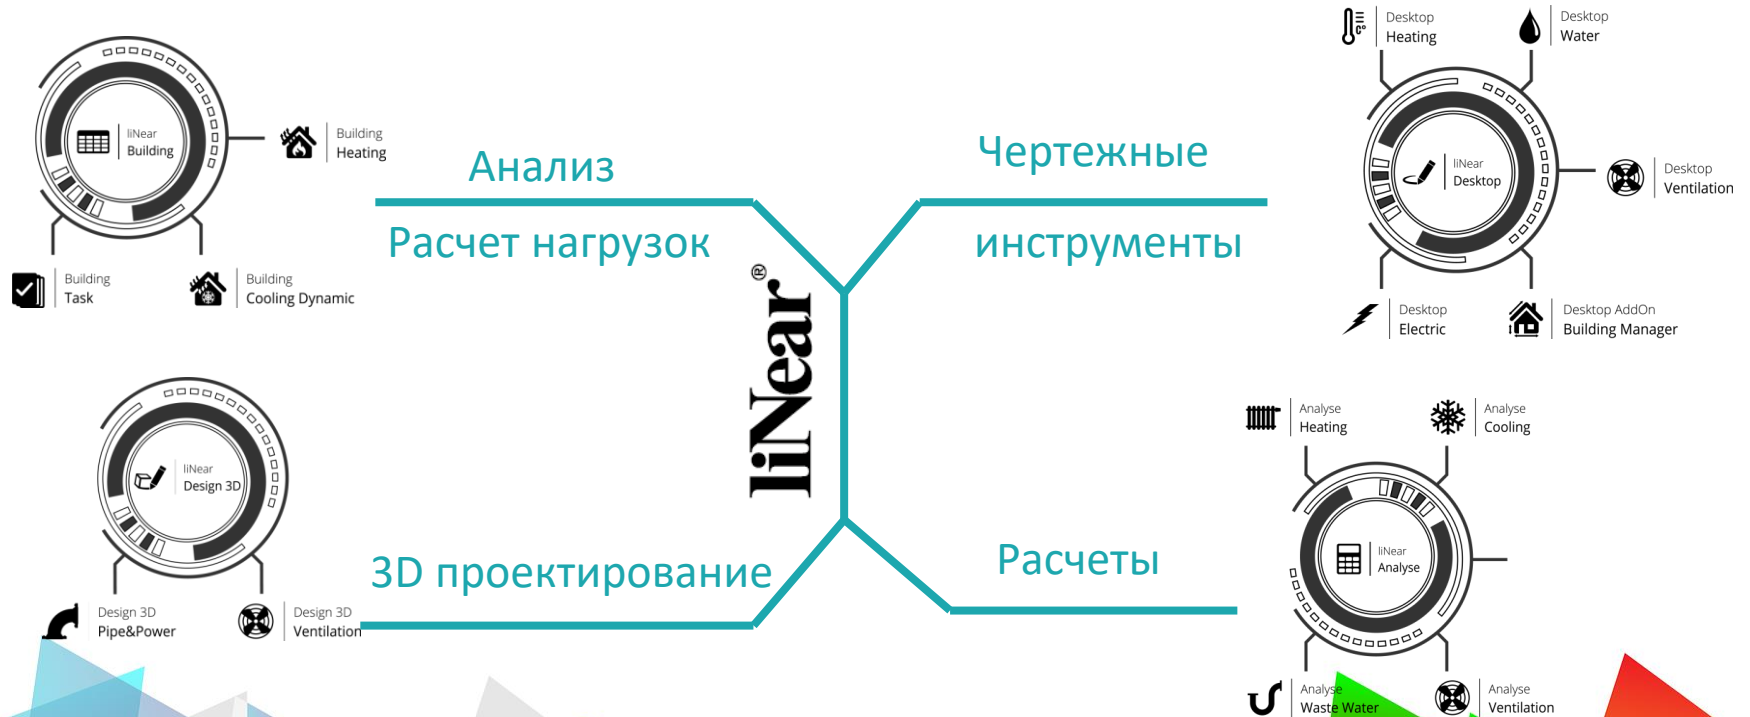 liNear
Building
Building
Heating
Building
Task
Building
Cooling Dynamic
Анализ
Расчет нагрузок
Чертежные
инструменты
Desktop
Heating
Desktop
Water
liNear
Desktop
Desktop
Ventilation
Desktop
Electric
Desktop AddOn
Building Manager
liNear®
liNear
Design 3D
Design 3D
Pipe&Power
Design 3D
Ventilation
3D проектирование
Расчеты
Analyse
Heating
Analyse
Cooling
liNear
Analyse
Analyse
Waste Water
Analyse
Ventilation